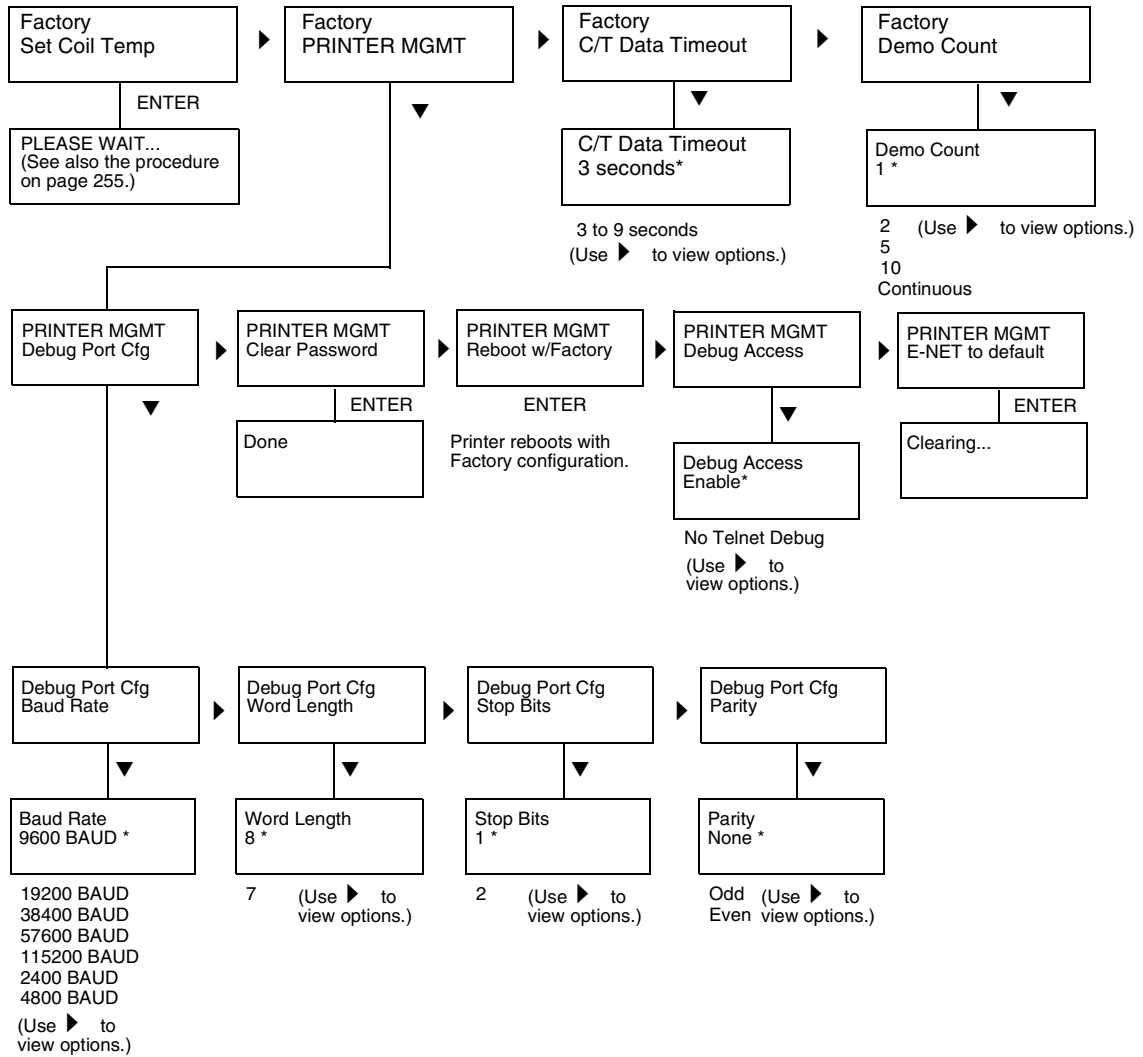 Factory
Set Coil Temp
Factory
PRINTER MGMT
Factory
C/T Data Timeout
Factory
Demo Count
ENTER
PLEASE WAIT...
(See also the procedure
on page 255.)
C/T Data Timeout
3 seconds*
3 to 9 seconds
(Use ▶ to view options.)
Demo Count
1 *
2 (Use ▶ to view options.)
5
10
Continuous
PRINTER MGMT
Debug Port Cfg
PRINTER MGMT
Clear Password
PRINTER MGMT
Reboot w/Factory
PRINTER MGMT
Debug Access
PRINTER MGMT
E-NET to default
ENTER
Done
ENTER
Printer reboots with
Factory configuration.
Debug Access
Enable*
No Telnet Debug
(Use ▶ to
view options.)
ENTER
Clearing...
Debug Port Cfg
Baud Rate
Debug Port Cfg
Word Length
Debug Port Cfg
Stop Bits
Debug Port Cfg
Parity
Baud Rate
9600 BAUD *
19200 BAUD
38400 BAUD
57600 BAUD
115200 BAUD
2400 BAUD
4800 BAUD
(Use ▶ to
view options.)
Word Length
8 *
7 (Use ▶ to
view options.)
Stop Bits
1 *
2 (Use ▶ to
view options.)
Parity
None *
Odd (Use ▶ to
Even view options.)